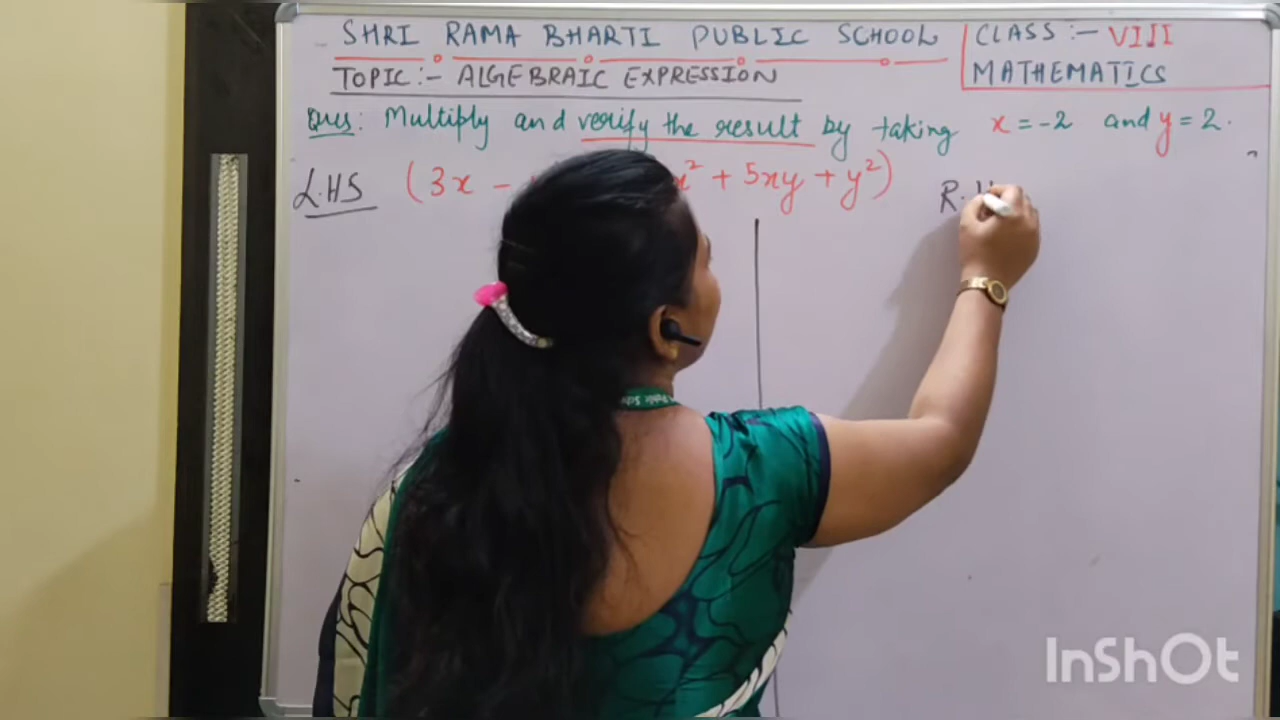 SHRI RAMA BHARTI PUBLIC SCHOOL
CLASS :- VIII
TOPIC :- ALGEBRAIC EXPRESSION
MATHEMATICS
Ques: Multiply and verify the result by taking x = -2 and y = 2.
L.HS (3x - x² + 5xy + y²) R.H
InShOt